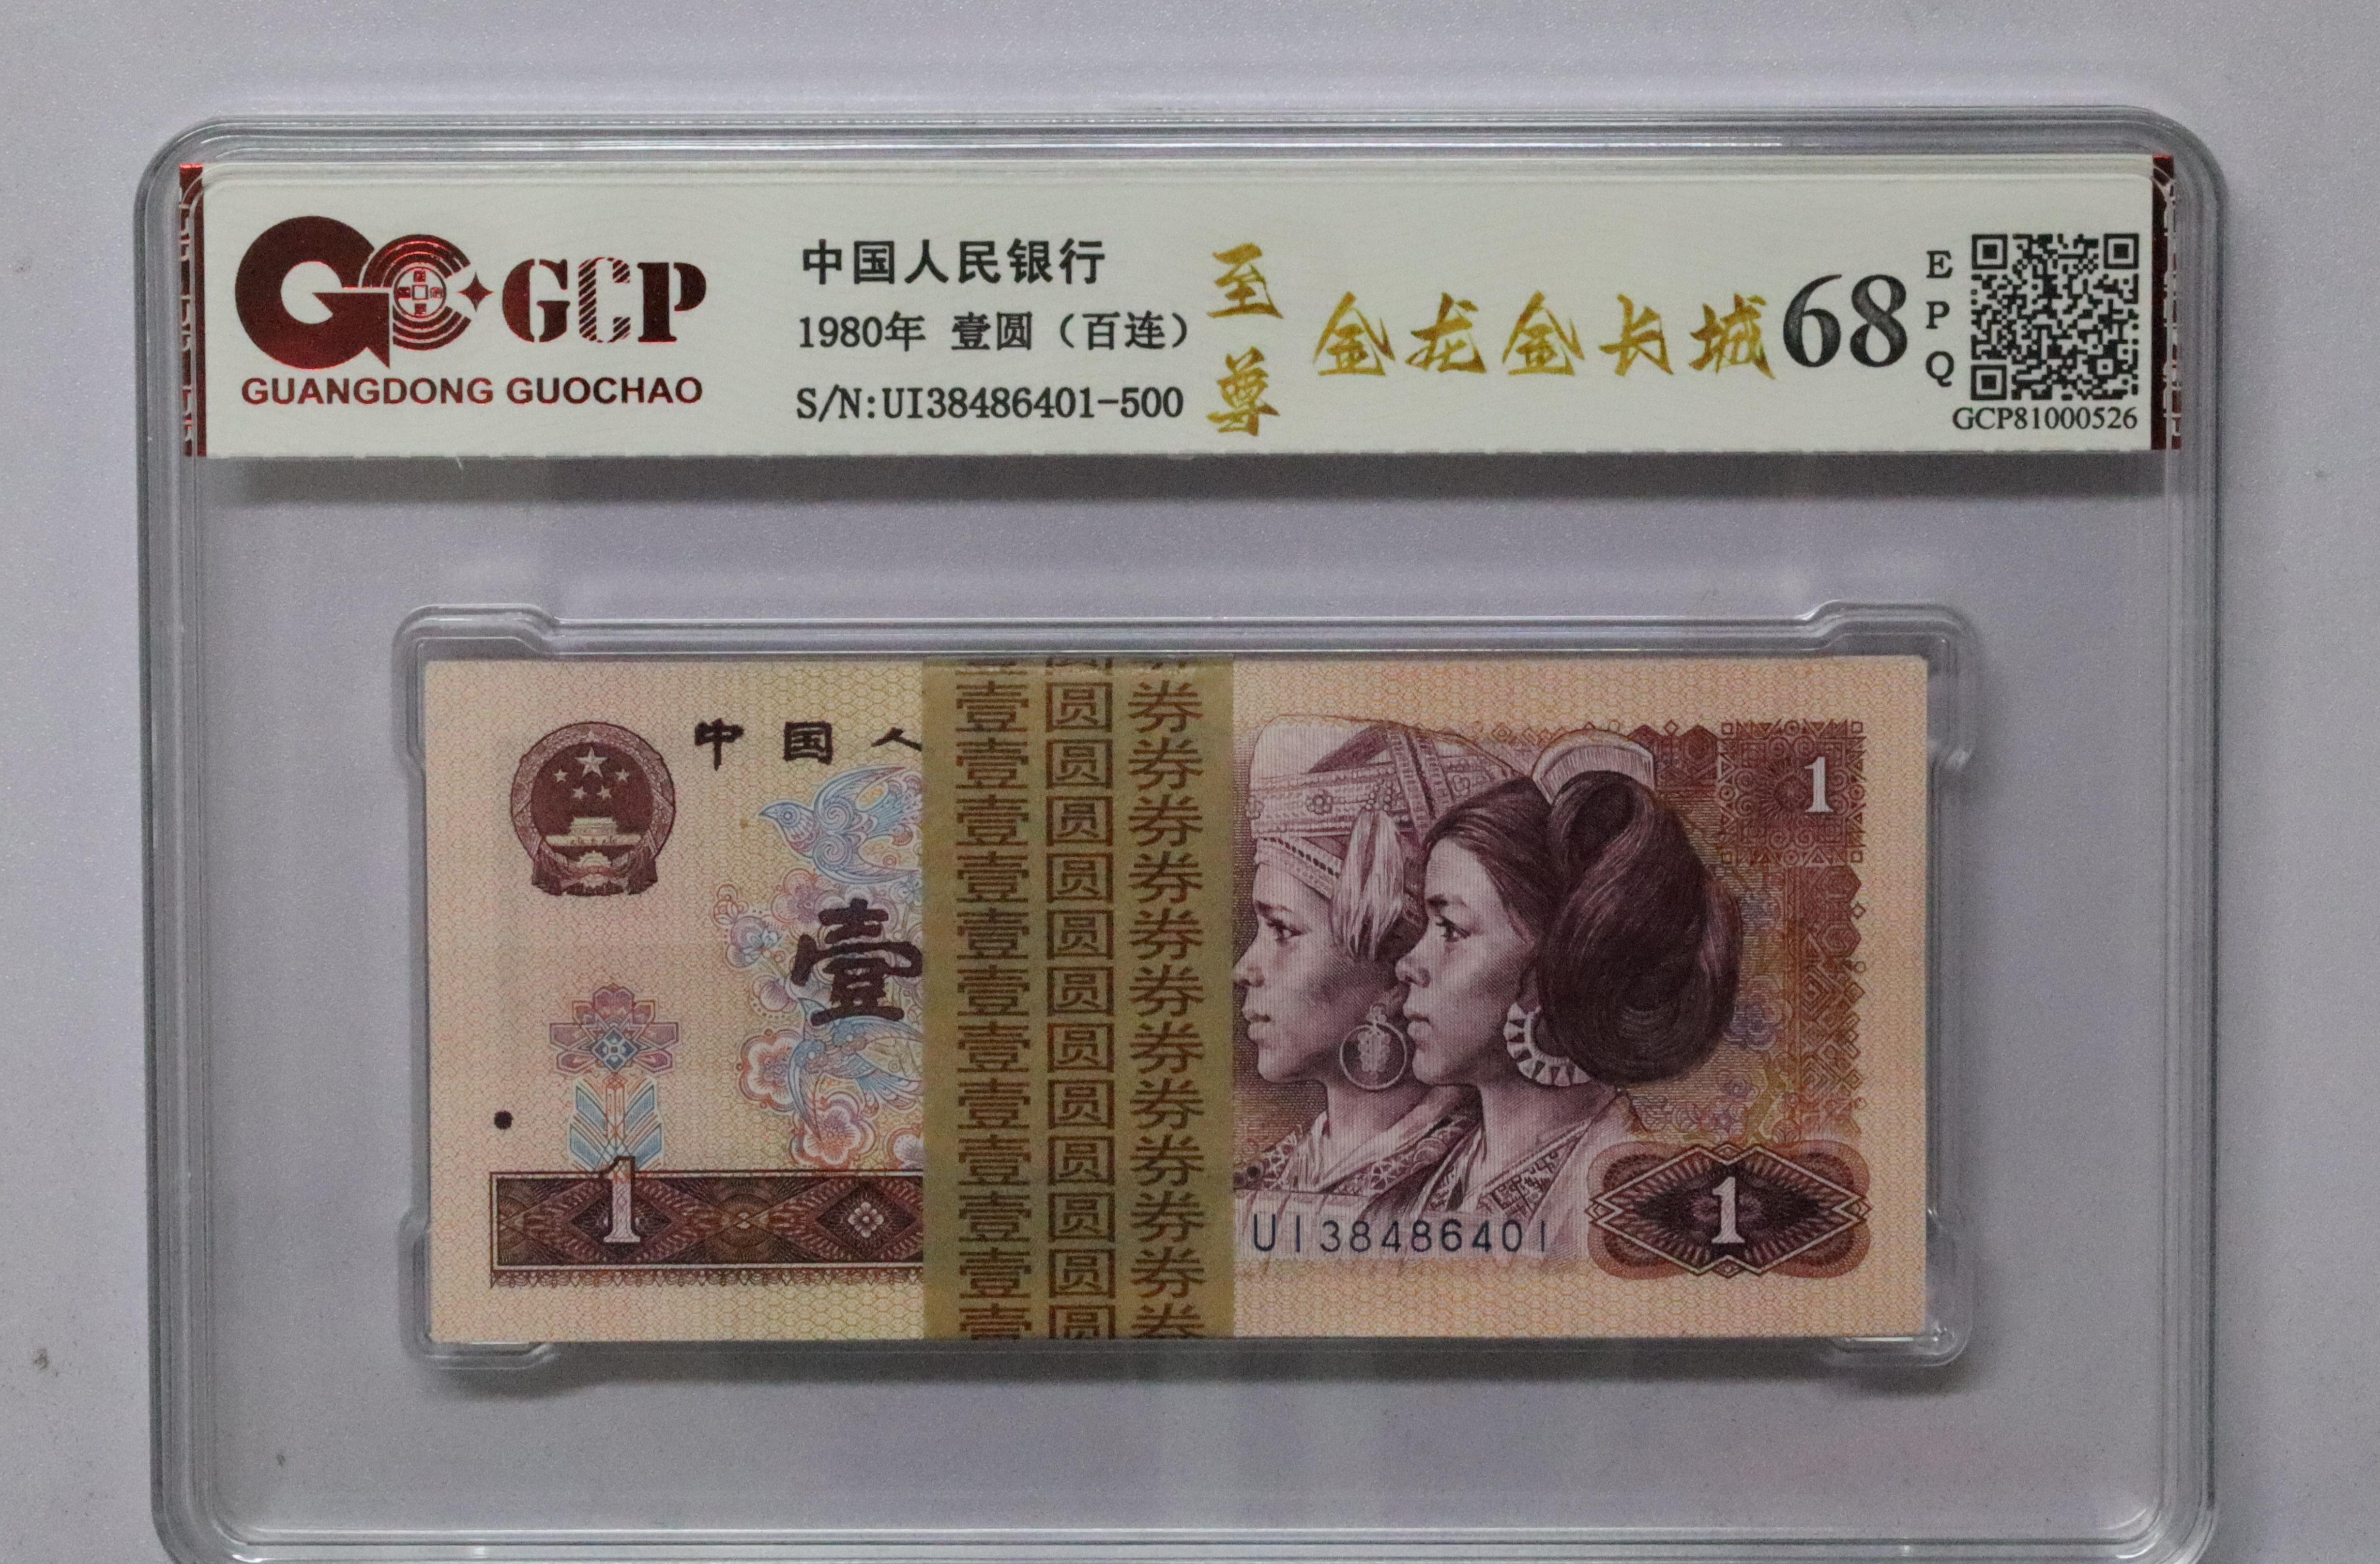 GCP
GUANGDONG GUOCHAO
中国人民银行
1980年 壹圆（百连）
S/N:UI38486401-500
至尊
金龙金长城
68
EPQ
GCP81000526
中国人
壹
1
1
1
UI38486401
壹圆券
壹圆券
壹圆券
壹圆券
壹圆券
壹圆券
壹圆券
壹圆券
壹圆券
壹圆券
壹圆券
壹圆券